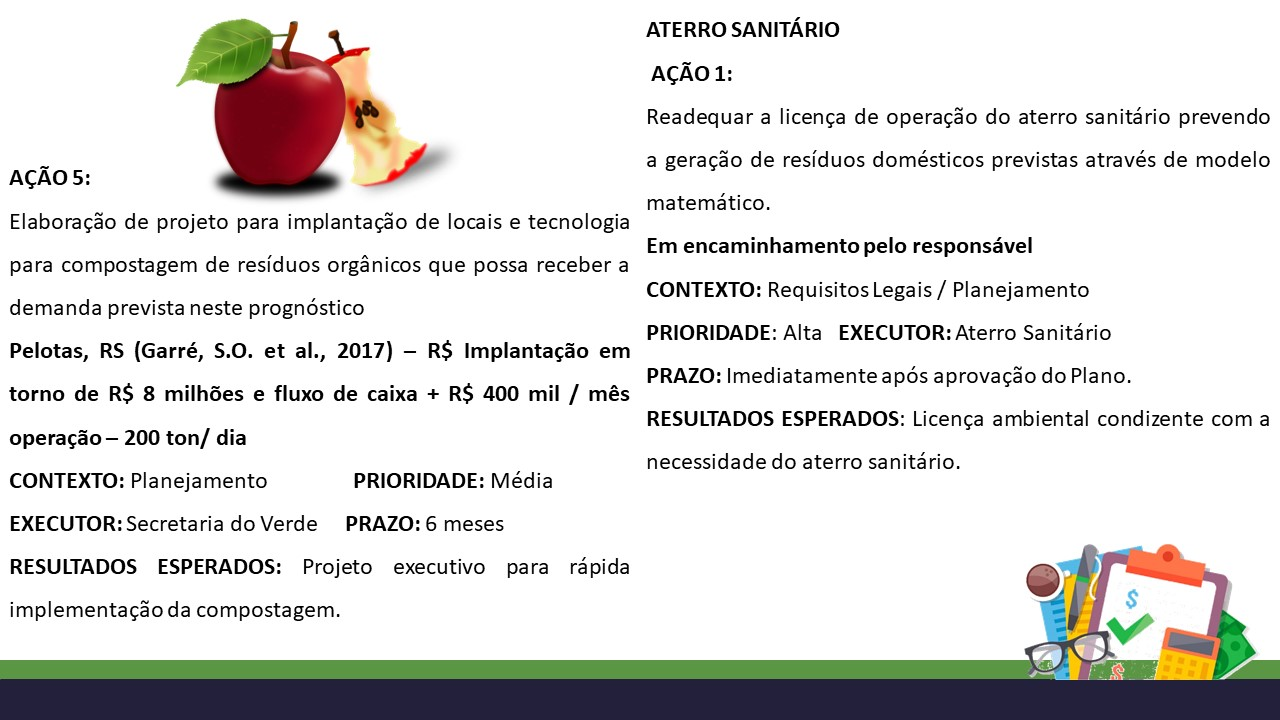 AÇÃO 5:
Elaboração de projeto para implantação de locais e tecnologia
para compostagem de resíduos orgânicos que possa receber a
demanda prevista neste prognóstico
Pelotas, RS (Garré, S.O. et al., 2017) – R$ Implantação em
torno de R$ 8 milhões e fluxo de caixa + R$ 400 mil / mês
operação – 200 ton/ dia
CONTEXTO: Planejamento PRIORIDADE: Média
EXECUTOR: Secretaria do Verde PRAZO: 6 meses
RESULTADOS ESPERADOS: Projeto executivo para rápida
implementação da compostagem.
ATERRO SANITÁRIO
AÇÃO 1:
Readequar a licença de operação do aterro sanitário prevendo
a geração de resíduos domésticos previstas através de modelo
matemático.
Em encaminhamento pelo responsável
CONTEXTO: Requisitos Legais / Planejamento
PRIORIDADE: Alta EXECUTOR: Aterro Sanitário
PRAZO: Imediatamente após aprovação do Plano.
RESULTADOS ESPERADOS: Licença ambiental condizente com a
necessidade do aterro sanitário.
$
$